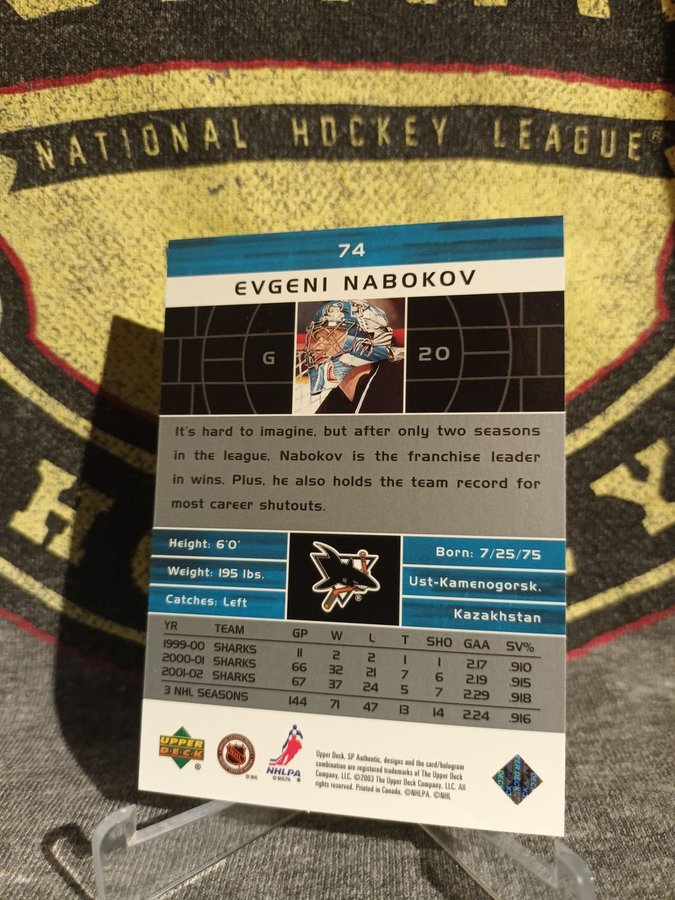 NATIONAL HOCKEY LEAGUE®
74
EVGENI NABOKOV
G 20
It's hard to imagine, but after only two seasons
in the league, Nabokov is the franchise leader
in wins. Plus, he also holds the team record for
most career shutouts.
Height: 6'0'
Weight: 195 lbs.
Catches: Left
Born: 7/25/75
Ust-Kamenogorsk,
Kazakhstan
YR TEAM GP W L T SHO GAA SV%
1999-00 SHARKS 11 2 2 1 1 2.17 .910
2000-01 SHARKS 66 32 21 7 6 2.19 .915
2001-02 SHARKS 67 37 24 5 7 2.29 .918
3 NHL SEASONS 144 71 47 13 14 2.24 .916
UPPER
DECK
NHLPA
©NHLPA
©NHL
Upper Deck, SP Authentic, designs and the card/hologram
combination are registered trademarks of The Upper Deck
Company, LLC. ©2003 The Upper Deck Company, LLC. All
rights reserved. Printed in Canada. ©NHLPA. ©NHL